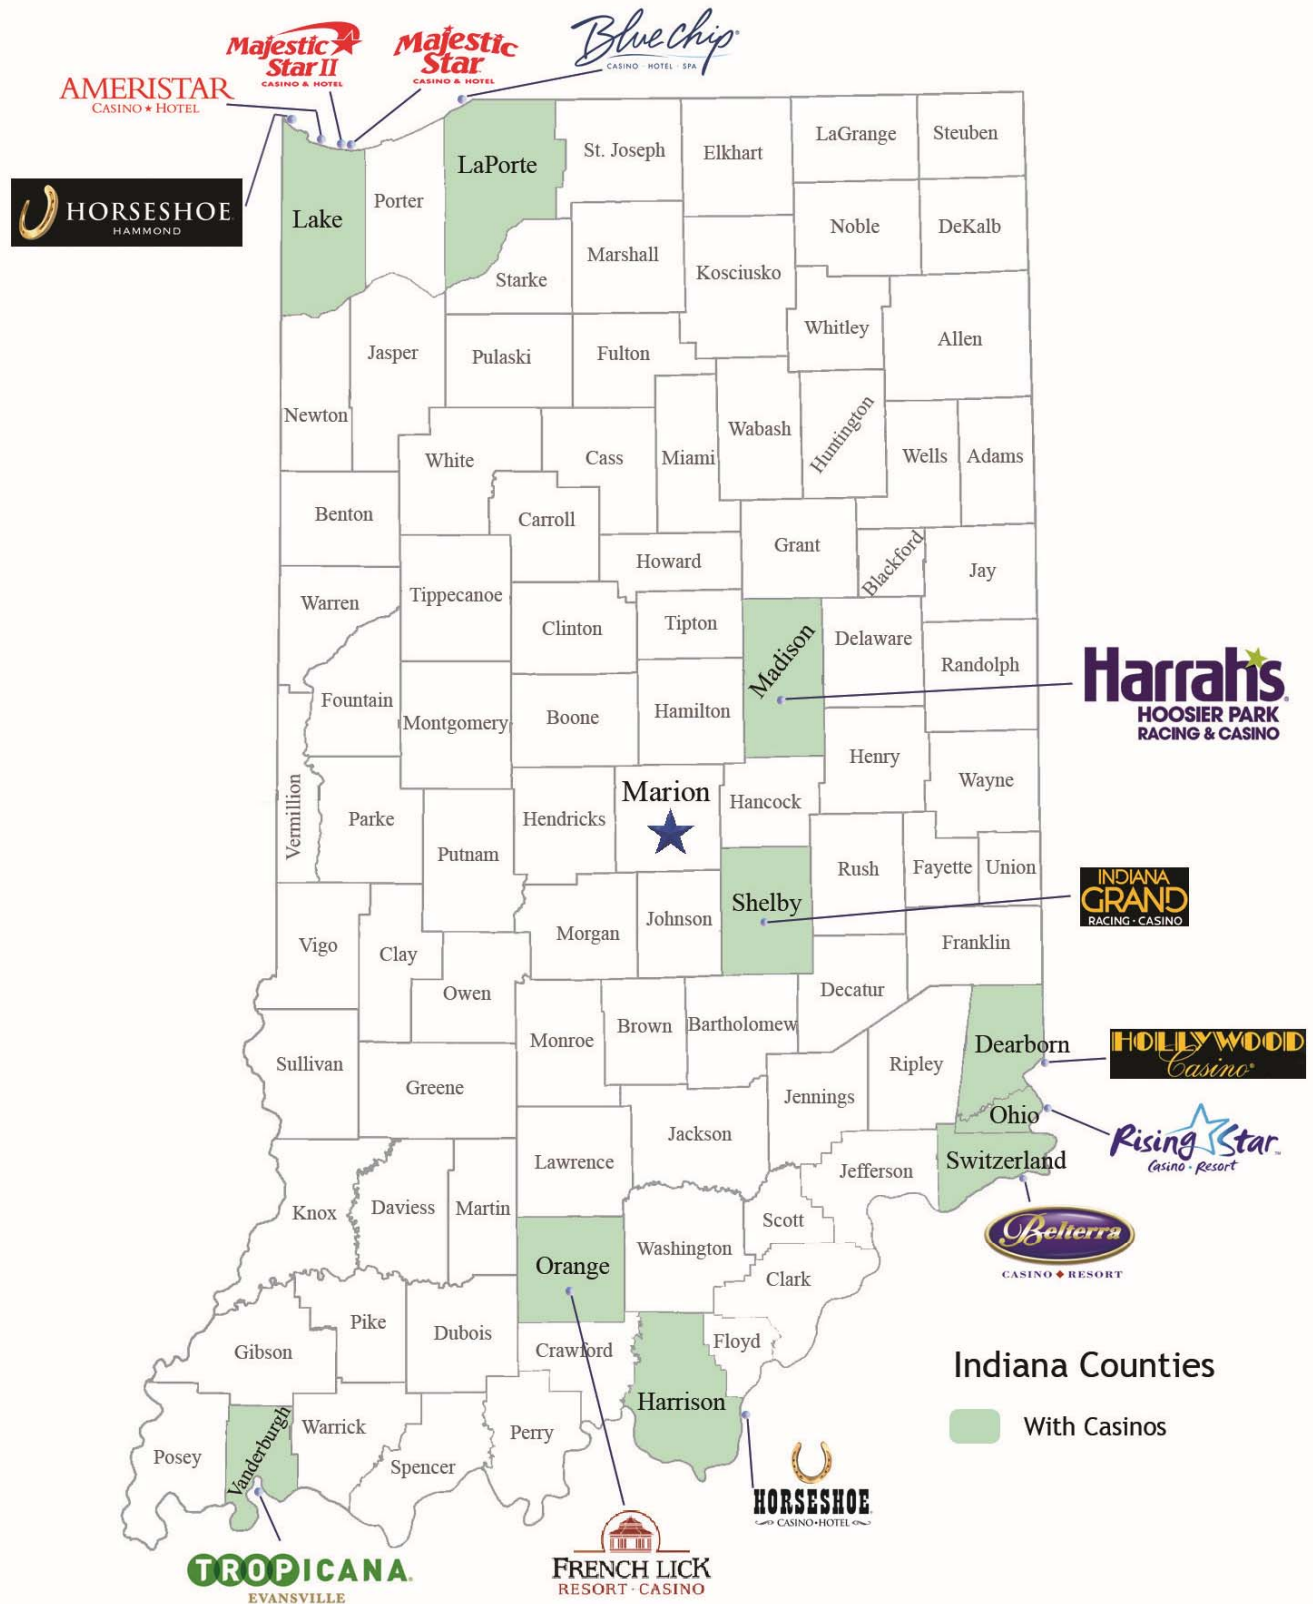 Blue Chip
CASINO · HOTEL · SPA
MAJESTIC
STAR II
CASINO & HOTEL
MAJESTIC
STAR
CASINO & HOTEL
AMERISTAR
CASINO ★ HOTEL
HORSESHOE
HAMMOND
LaPorte
St. Joseph
Elkhart
LaGrange
Steuben
Lake
Porter
Noble
DeKalb
Marshall
Kosciusko
Starke
Whitley
Allen
Jasper
Pulaski
Fulton
Newton
White
Cass
Miami
Wabash
Huntington
Wells
Adams
Benton
Carroll
Grant
Howard
Blackford
Jay
Warren
Tippecanoe
Clinton
Tipton
Madison
Delaware
Randolph
Harrah's
HOOSIER PARK
RACING & CASINO
Fountain
Montgomery
Boone
Hamilton
Henry
Wayne
Vermillion
Parke
Putnam
Hendricks
Marion
Hancock
Rush
Fayette
Union
Shelby
INDIANA
GRAND
RACING · CASINO
Vigo
Clay
Owen
Morgan
Johnson
Franklin
Decatur
Sullivan
Greene
Monroe
Brown
Bartholomew
Jennings
Ripley
Dearborn
HOLLYWOOD
Casino®
Ohio
Rising Star
Casino · Resort
Switzerland
Jackson
Jefferson
Lawrence
Knox
Daviess
Martin
Scott
Washington
Belterra
CASINO ♦ RESORT
Orange
Clark
Pike
Dubois
Gibson
Crawford
Floyd
Harrison
Vanderburgh
Warrick
Posey
Spencer
Perry
Indiana Counties
With Casinos
HORSESHOE
CASINO · HOTEL
FRENCH LICK
RESORT · CASINO
TROPICANA
EVANSVILLE